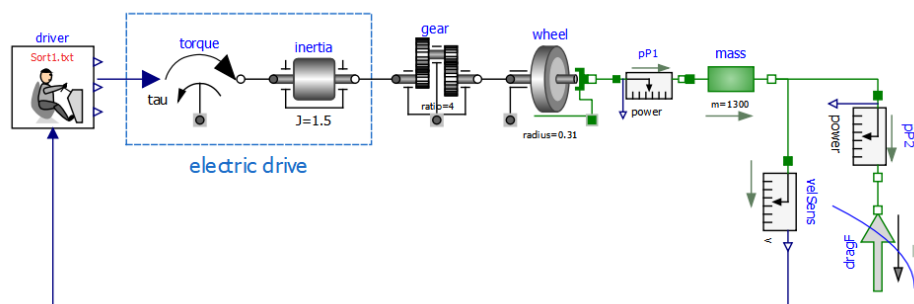 driver
Sort1.txt
torque
tau
inertia
J=1.5
electric drive
gear
ratio=4
wheel
radius=0.31
pP1
power
mass
m=1300
velSens
v
pP2
power
dragF